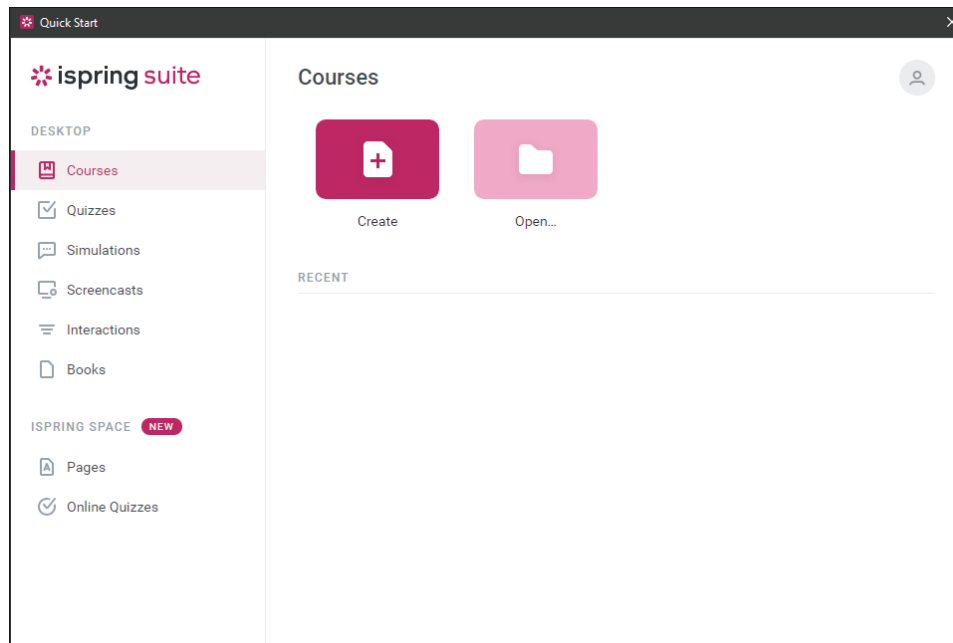 Quick Start
ispring suite
DESKTOP
Courses
Quizzes
Simulations
Screencasts
Interactions
Books
ISPRING SPACE NEW
Pages
Online Quizzes
Courses
Create
Open...
RECENT